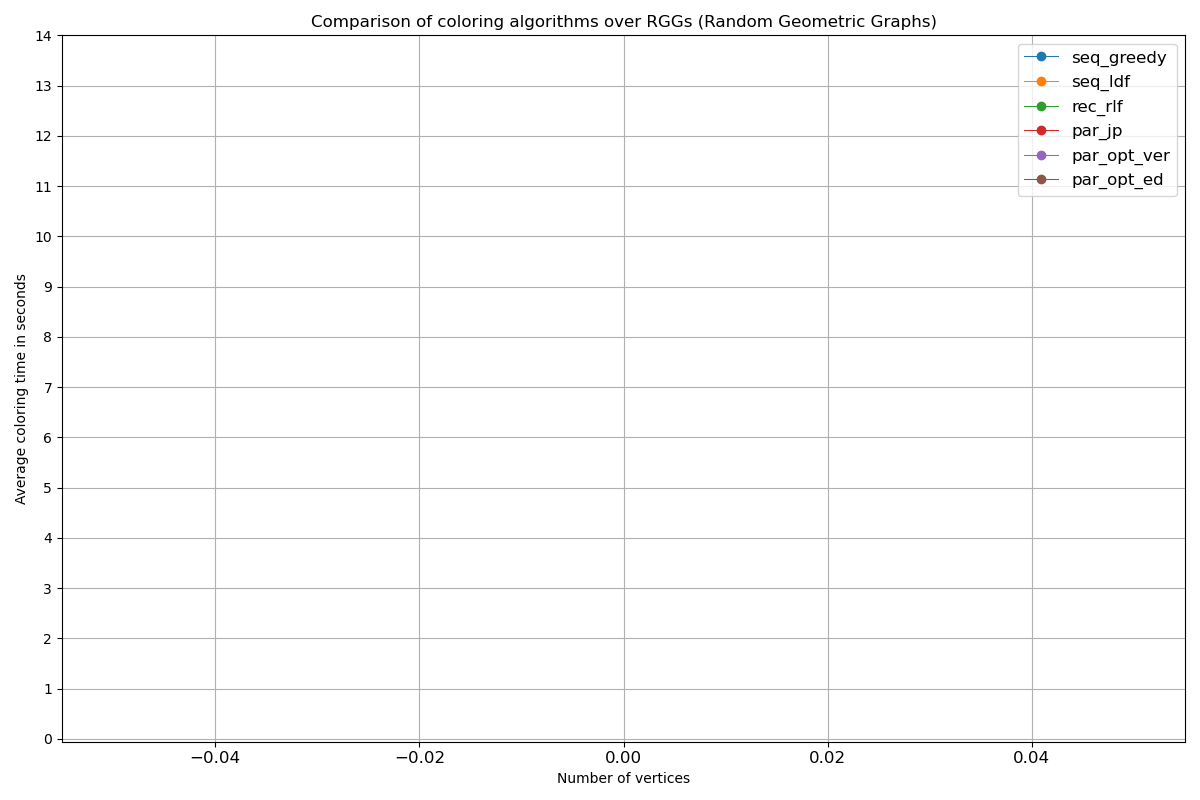 Comparison of coloring algorithms over RGGs (Random Geometric Graphs)
14
13
12
11
10
9
8
7
6
5
4
3
2
1
0
Average coloring time in seconds
seq_greedy
seq_ldf
rec_rlf
par_jp
par_opt_ver
par_opt_ed
−0.04 −0.02 0.00 0.02 0.04
Number of vertices